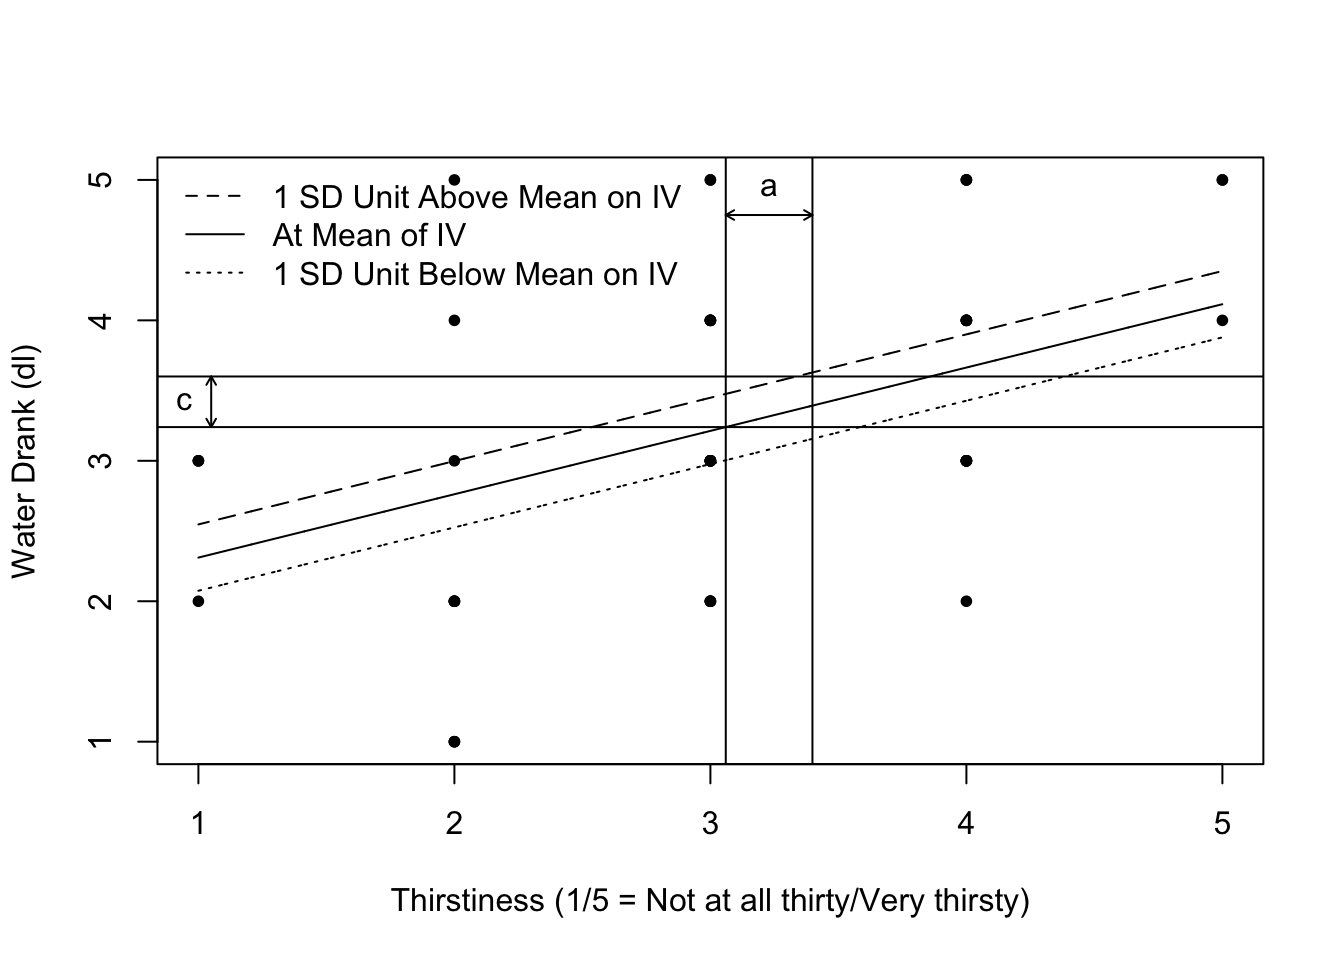 1 SD Unit Above Mean on IV
At Mean of IV
1 SD Unit Below Mean on IV
a
c
5
4
3
2
1
Water Drank (dl)
1 2 3 4 5
Thirstiness (1/5 = Not at all thirty/Very thirsty)